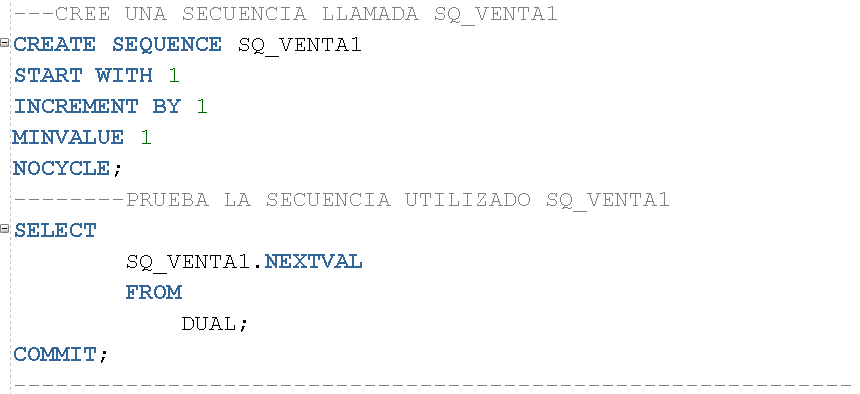 ---CREE UNA SECUENCIA LLAMADA SQ_VENTA1
CREATE SEQUENCE SQ_VENTA1
START WITH 1
INCREMENT BY 1
MINVALUE 1
NOCYCLE;
--------PRUEBA LA SECUENCIA UTILIZADO SQ_VENTA1
SELECT
        SQ_VENTA1.NEXTVAL
        FROM
            DUAL;
COMMIT;
------------------------------------------------------------